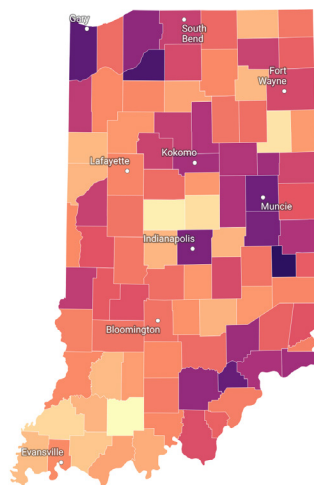 Gary
South
Bend
Fort
Wayne
Kokomo
Lafayette
Muncie
Indianapolis
Bloomington
Evansville